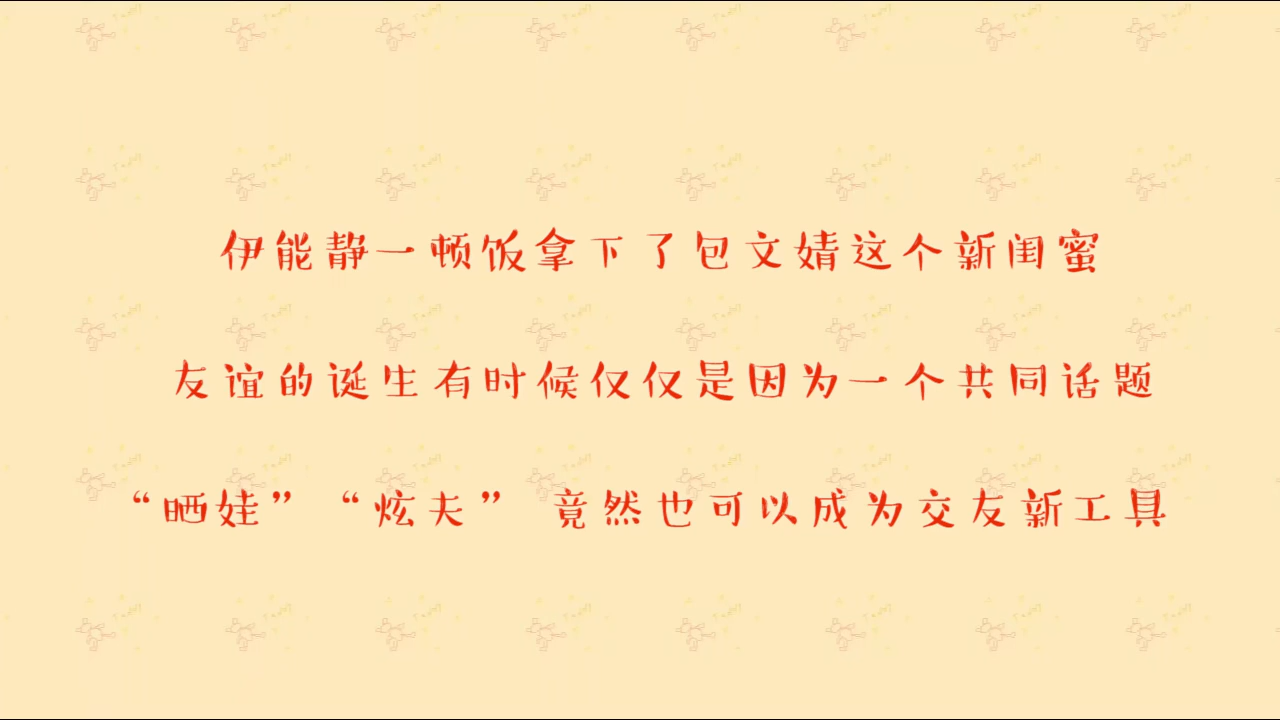 伊能静一顿饭拿下了包文婧这个新闺蜜
友谊的诞生有时候仅仅是因为一个共同话题
“晒娃”“炫夫” 竟然也可以成为交友新工具